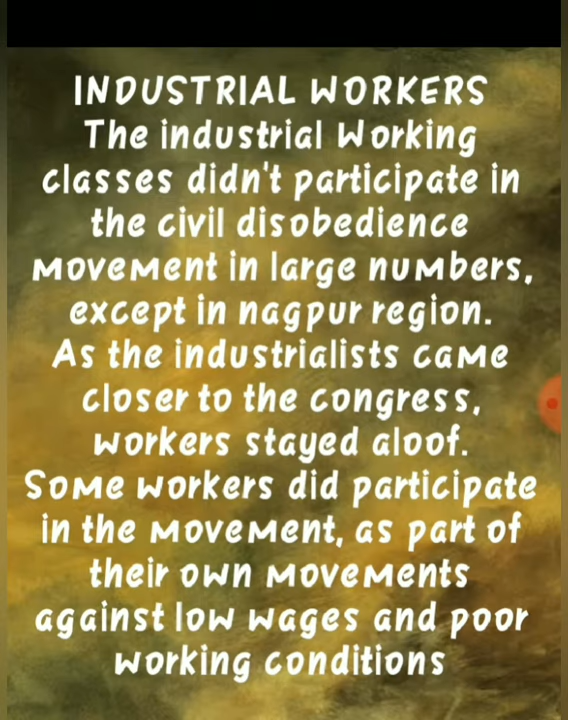 INDUSTRIAL WORKERS
The industrial Working
classes didn't participate in
the civil disobedience
movement in large numbers,
except in nagpur region.
As the industrialists came
closer to the congress,
workers stayed aloof.
Some workers did participate
in the movement, as part of
their own movements
against low wages and poor
working conditions